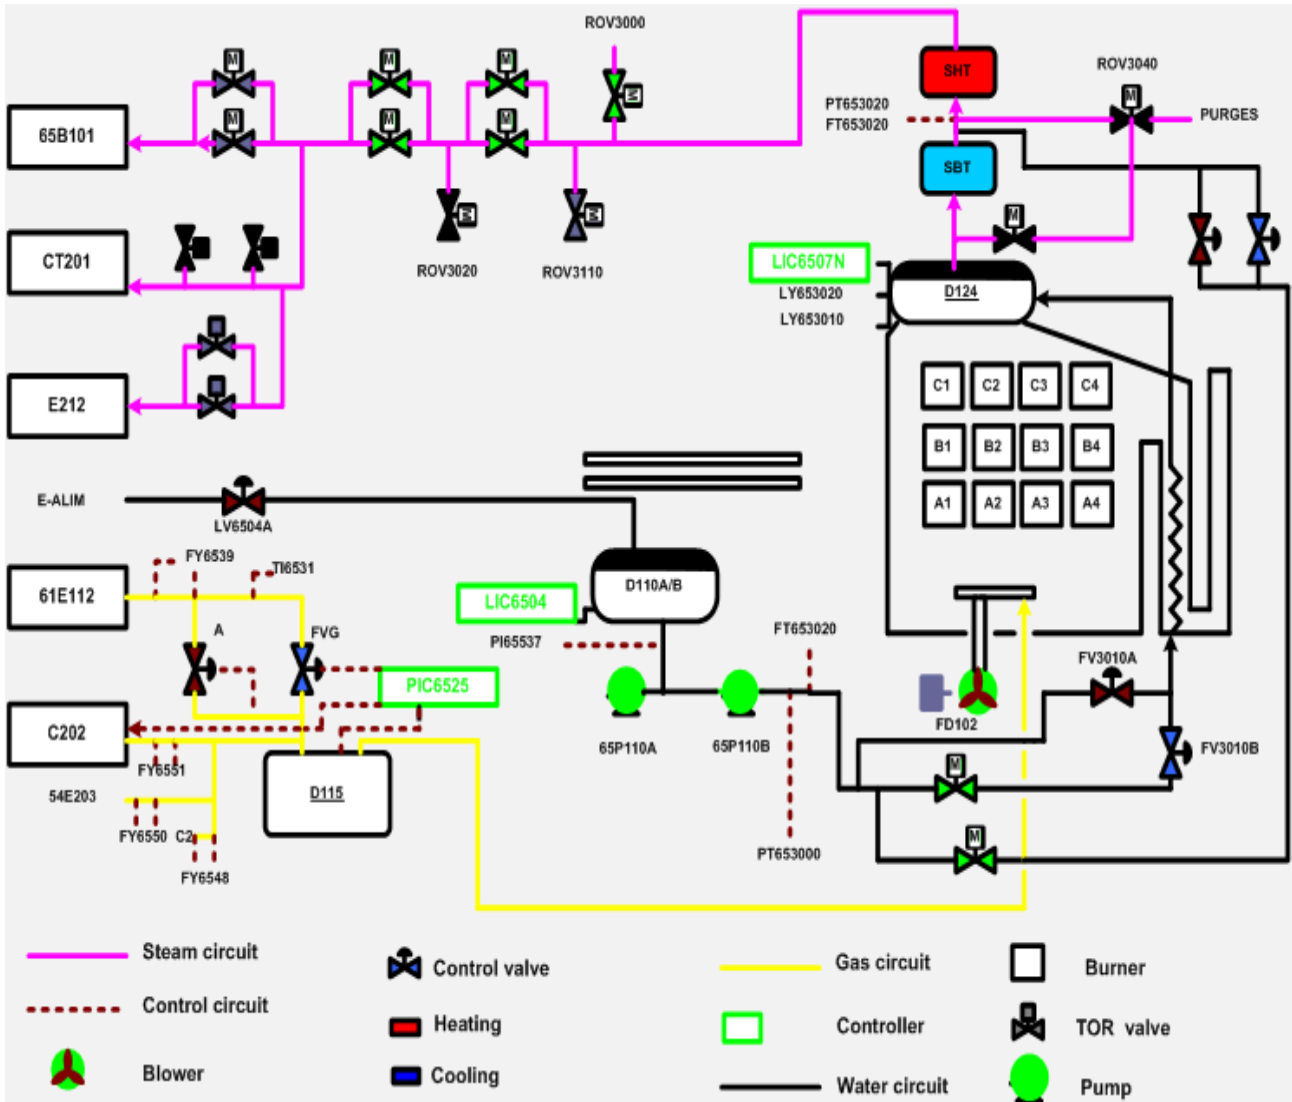 ROV3000
M
M
M
SHT
ROV3040
M
M
PT653020
FT653020
PURGES
65B101
M
M
M
SBT
M
M
M
CT201
ROV3020
ROV3110
LIC6507N
D124
LY653020
LY653010
E212
C1
C2
C3
C4
B1
B2
B3
B4
A1
A2
A3
A4
E-ALIM
LV6504A
FY6539
TI6531
61E112
D110A/B
LIC6504
A
FVG
PI65537
FT653020
PIC6525
FV3010A
C202
65P110A
65P110B
FD102
FV3010B
FY6551
M
54E203
D115
FY6550
C2
M
PT653000
FY6548
Steam circuit
Control valve
Gas circuit
Burner
Control circuit
Heating
Controller
TOR valve
Blower
Cooling
Water circuit
Pump